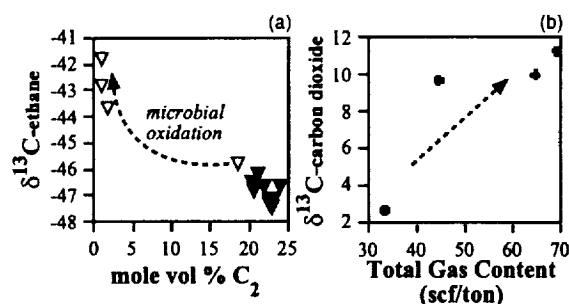 (a)
δ13C-ethane
-41
-42
-43
-44
-45
-46
-47
-48
microbial
oxidation
0 5 10 15 20 25
mole vol % C2
(b)
δ13C-carbon dioxide
12
10
8
6
4
2
30 40 50 60 70
Total Gas Content
(scf/ton)